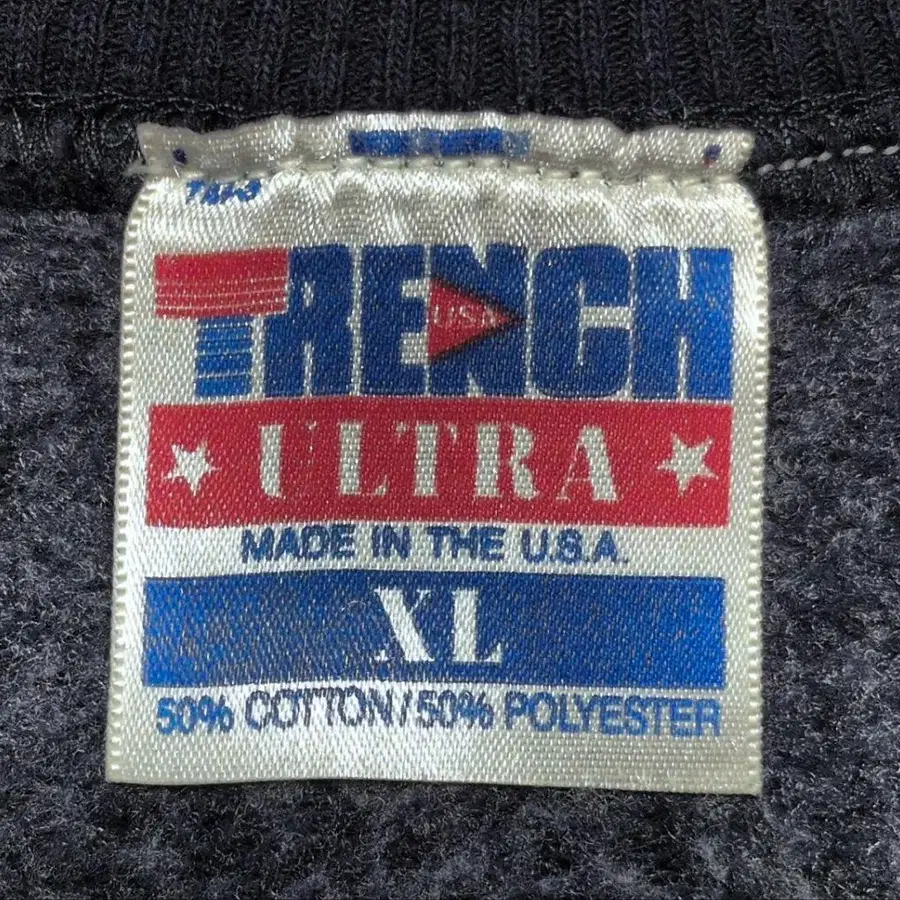 TRENCH
USA
ULTRA
MADE IN THE U.S.A.
XL
50% COTTON/50% POLYESTER